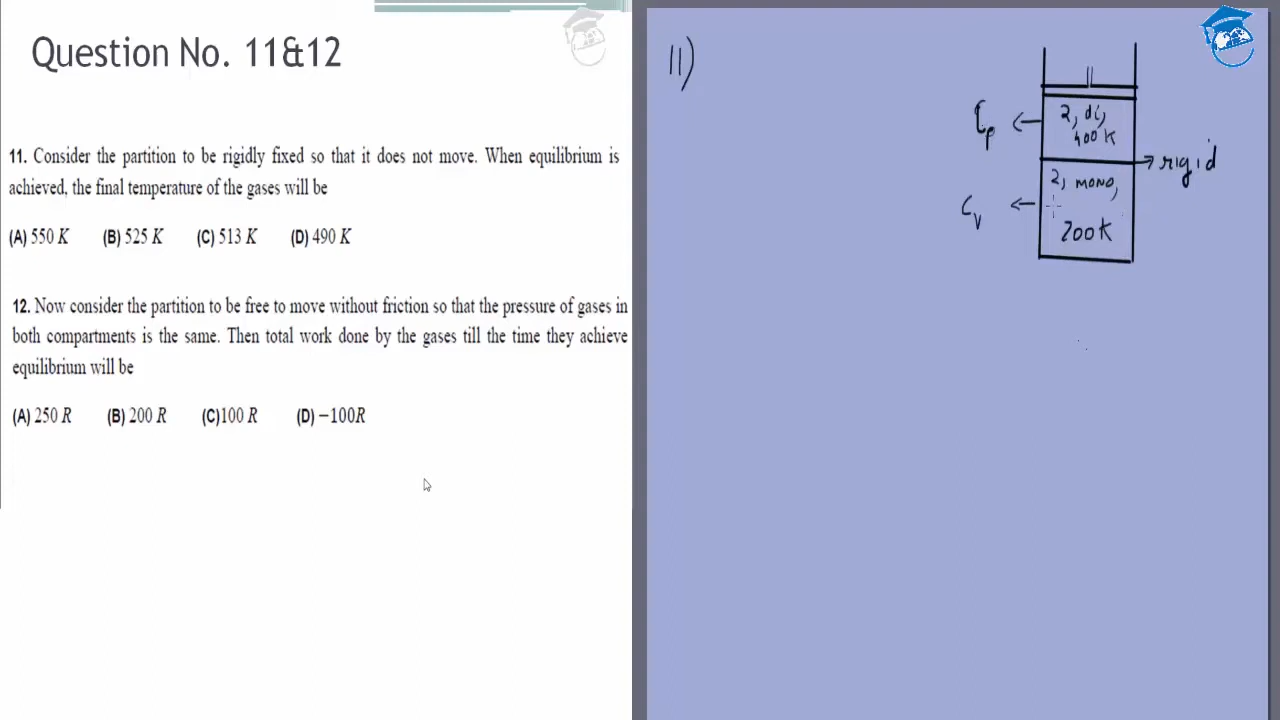 Question No. 11&12
11. Consider the partition to be rigidly fixed so that it does not move. When equilibrium is
achieved, the final temperature of the gases will be
(A) 550 K (B) 525 K (C) 513 K (D) 490 K
12. Now consider the partition to be free to move without friction so that the pressure of gases in
both compartments is the same. Then total work done by the gases till the time they achieve
equilibrium will be
(A) 250 R (B) 200 R (C)100 R (D) −100R
11)
Cp
2, di,
400 K
rigid
2, mono,
Cv
700K